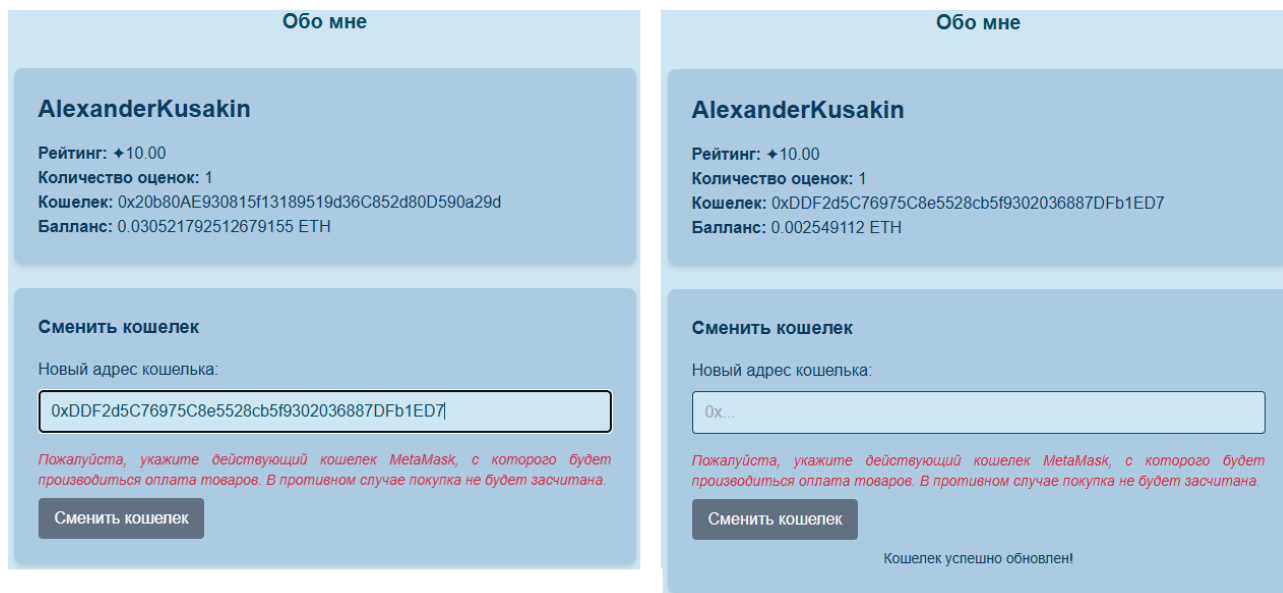 Обо мне
AlexanderKusakin
Рейтинг: ✦10.00
Количество оценок: 1
Кошелек: 0x20b80AE930815f13189519d36C852d80D590a29d
Балланс: 0.030521792512679155 ETH
Сменить кошелек
Новый адрес кошелька:
0xDDF2d5C76975C8e5528cb5f9302036887DFb1ED7
Пожалуйста, укажите действующий кошелек MetaMask, с которого будет
производиться оплата товаров. В противном случае покупка не будет засчитана.
Сменить кошелек
Обо мне
AlexanderKusakin
Рейтинг: ✦10.00
Количество оценок: 1
Кошелек: 0xDDF2d5C76975C8e5528cb5f9302036887DFb1ED7
Балланс: 0.002549112 ETH
Сменить кошелек
Новый адрес кошелька:
0x...
Пожалуйста, укажите действующий кошелек MetaMask, с которого будет
производиться оплата товаров. В противном случае покупка не будет засчитана.
Сменить кошелек
Кошелек успешно обновлен!